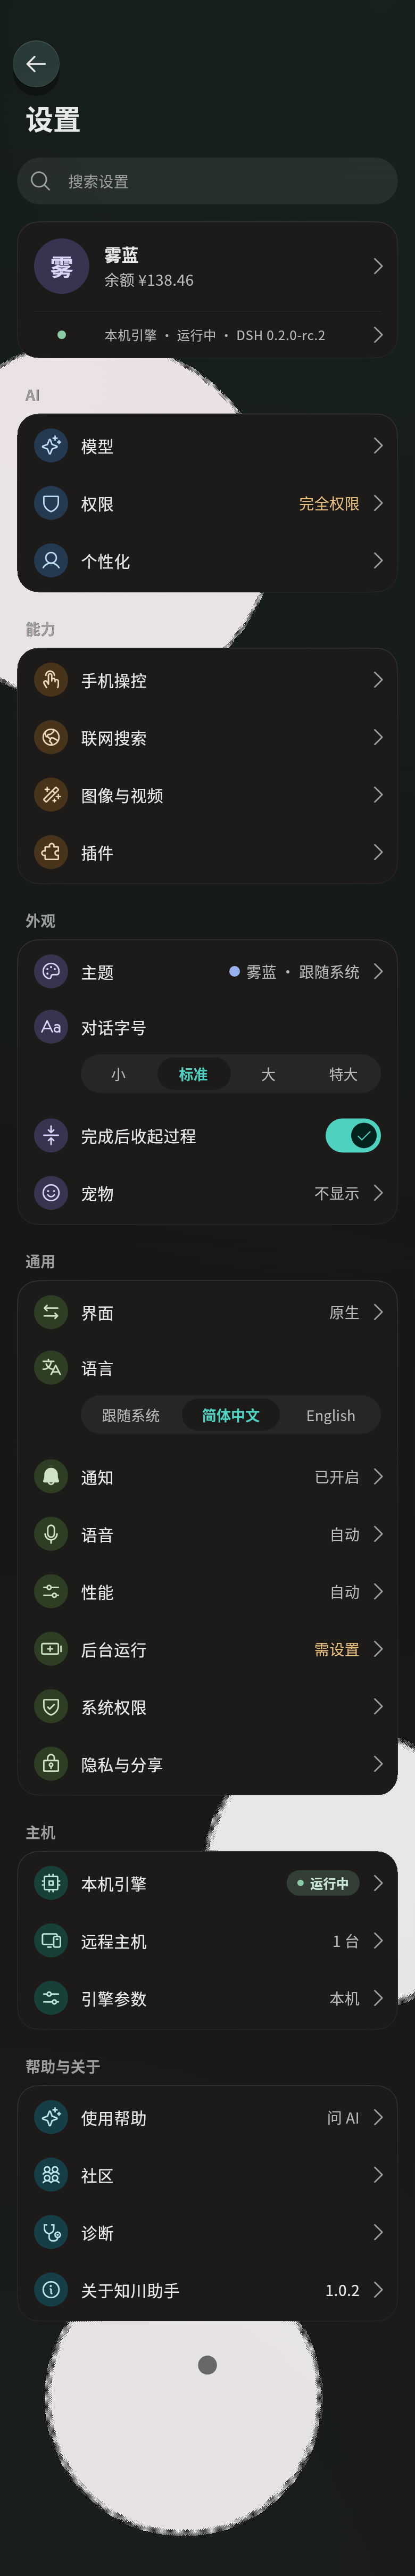 设置
搜索设置
雾
雾蓝
余额 ¥138.46
本机引擎 · 运行中 · DSH 0.2.0-rc.2
AI
模型
权限 完全权限
个性化
能力
手机操控
联网搜索
图像与视频
插件
外观
主题 雾蓝 · 跟随系统
Aa 对话字号
小 标准 大 特大
完成后收起过程
宠物 不显示
通用
界面 原生
语言
跟随系统 简体中文 English
通知 已开启
语音 自动
性能 自动
后台运行 需设置
系统权限
隐私与分享
主机
本机引擎 运行中
远程主机 1 台
引擎参数 本机
帮助与关于
使用帮助 问 AI
社区
诊断
关于知川助手 1.0.2